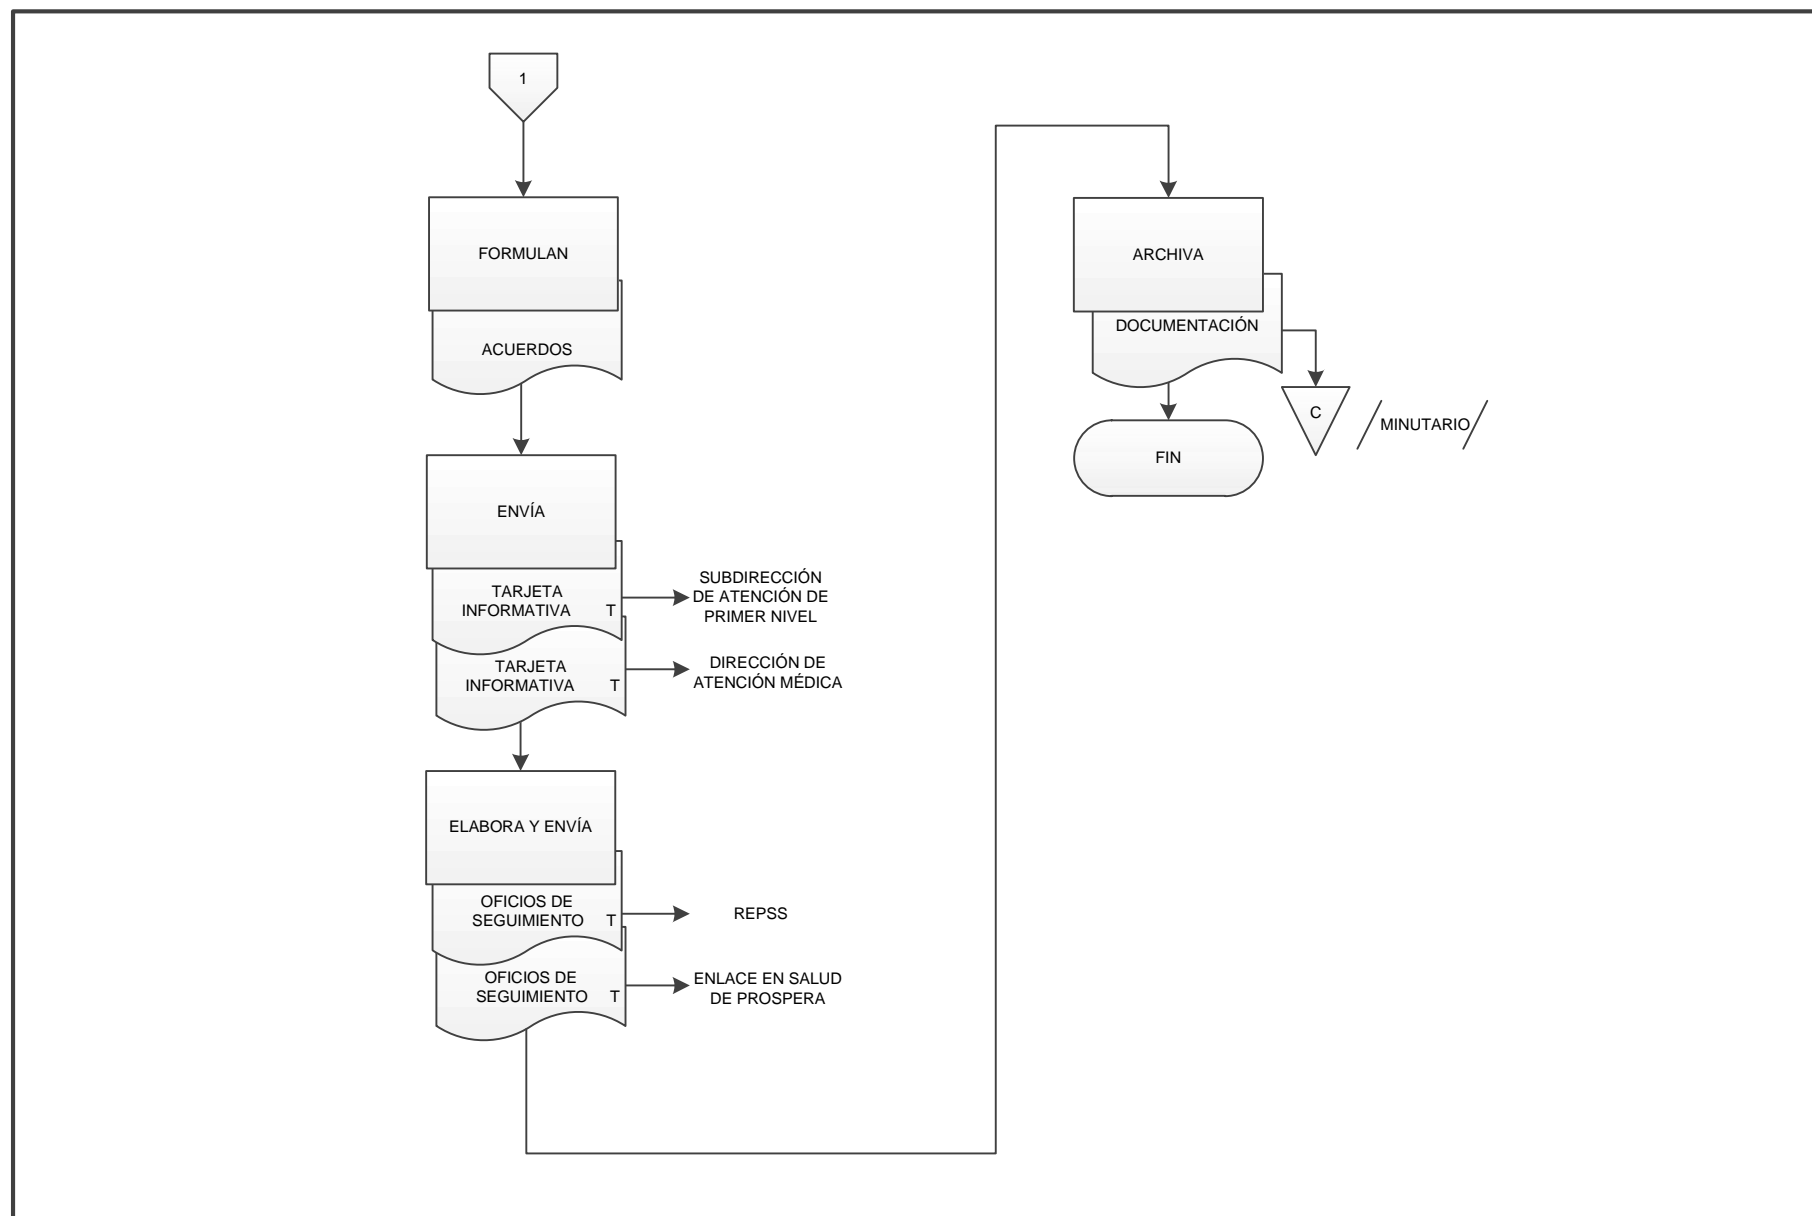 1
FORMULAN
ACUERDOS
ENVÍA
TARJETA
INFORMATIVA T
SUBDIRECCIÓN
DE ATENCIÓN DE
PRIMER NIVEL
TARJETA
INFORMATIVA T
DIRECCIÓN DE
ATENCIÓN MÉDICA
ELABORA Y ENVÍA
OFICIOS DE
SEGUIMIENTO T
REPSS
OFICIOS DE
SEGUIMIENTO T
ENLACE EN SALUD
DE PROSPERA
ARCHIVA
DOCUMENTACIÓN
C
MINUTARIO
FIN